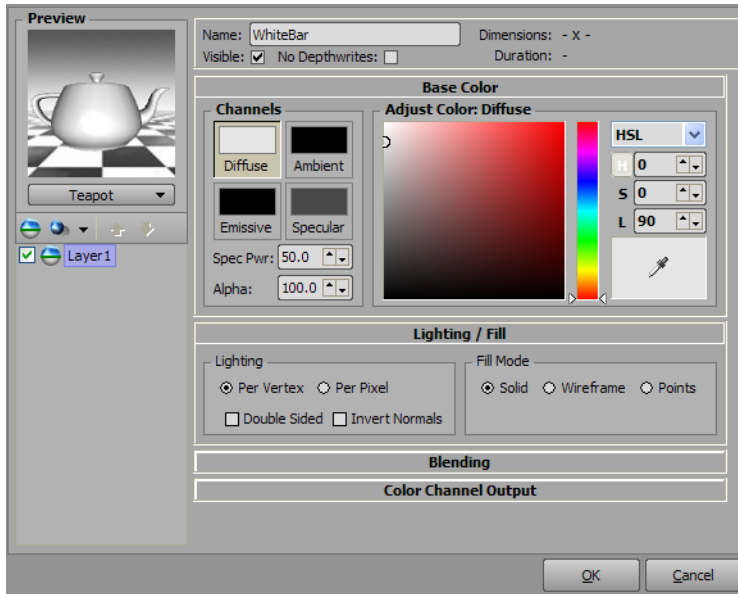 Preview
Name: WhiteBar
Dimensions: - X -
Visible: No Depthwrites:
Duration: -
Base Color
Channels
Diffuse
Ambient
Emissive
Specular
Spec Pwr: 50.0
Alpha: 100.0
Adjust Color: Diffuse
HSL
H 0
S 0
L 90
Teapot
Layer1
Lighting / Fill
Lighting
Per Vertex Per Pixel
Double Sided Invert Normals
Fill Mode
Solid Wireframe Points
Blending
Color Channel Output
OK Cancel